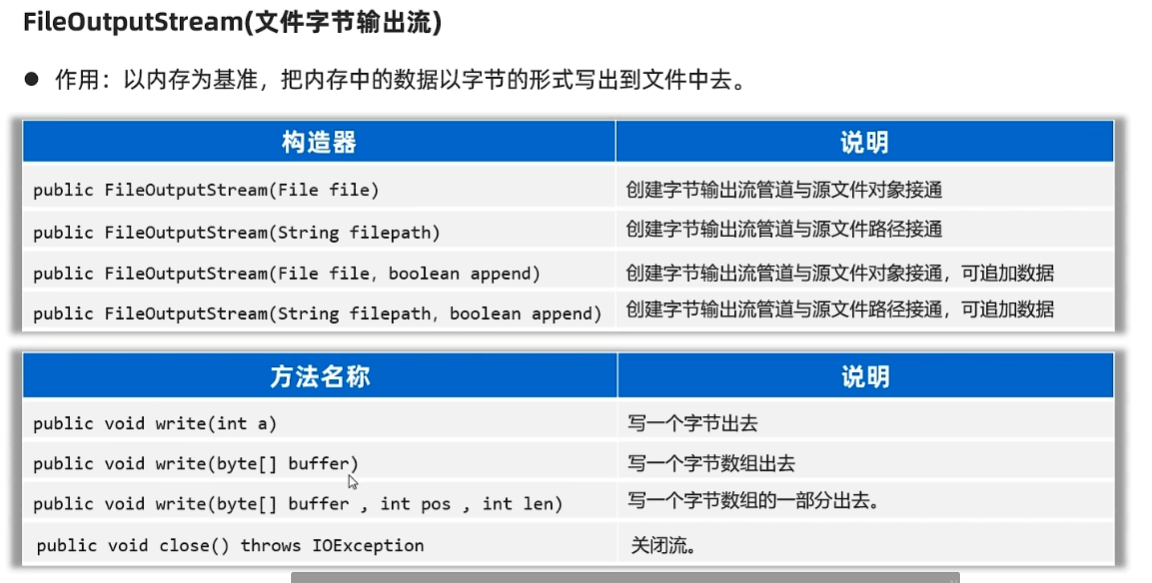 FileOutputStream(文件字节输出流)
● 作用：以内存为基准，把内存中的数据以字节的形式写出到文件中去。
构造器 说明
public FileOutputStream(File file) 创建字节输出流管道与源文件对象接通
public FileOutputStream(String filepath) 创建字节输出流管道与源文件路径接通
public FileOutputStream(File file, boolean append) 创建字节输出流管道与源文件对象接通，可追加数据
public FileOutputStream(String filepath, boolean append) 创建字节输出流管道与源文件路径接通，可追加数据
方法名称 说明
public void write(int a) 写一个字节出去
public void write(byte[] buffer) 写一个字节数组出去
public void write(byte[] buffer , int pos , int len) 写一个字节数组的一部分出去。
public void close() throws IOException 关闭流。